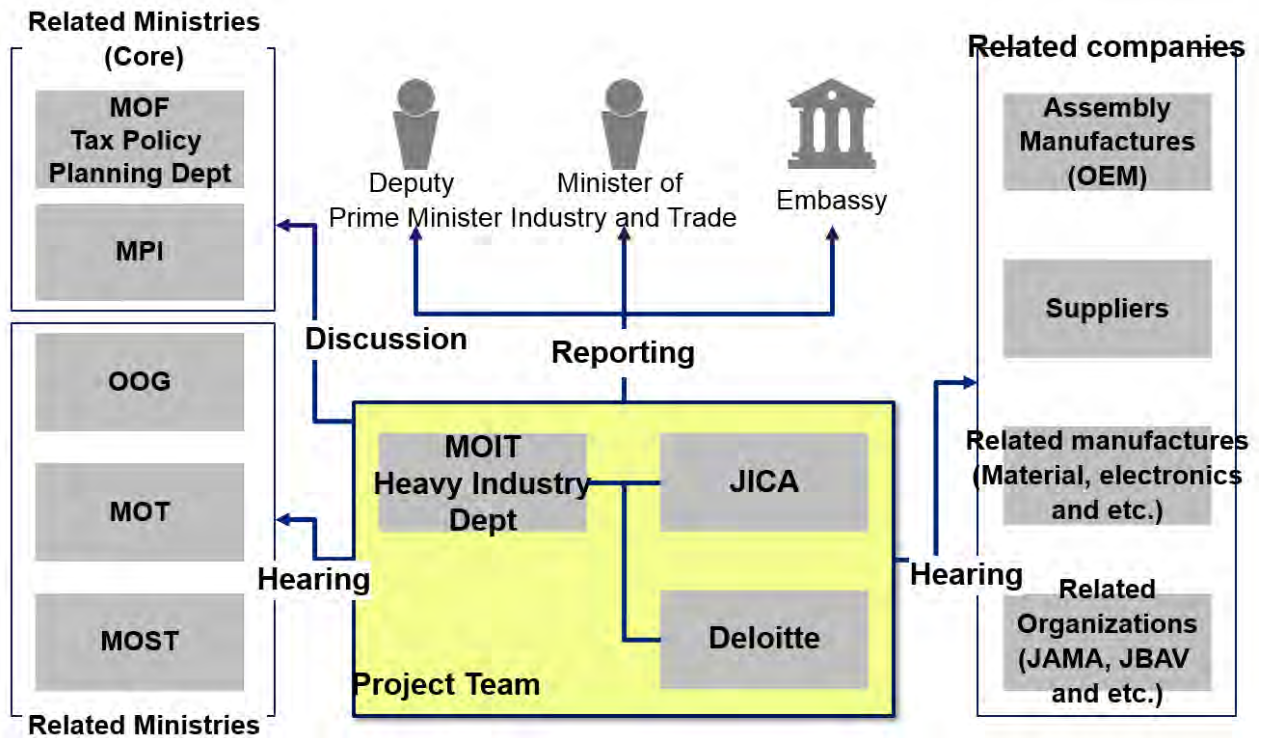 Related Ministries
(Core)
MOF
Tax Policy
Planning Dept
MPI
OOG
MOT
MOST
Related Ministries
Deputy
Prime Minister
Minister of
Industry and Trade
Embassy
Discussion
Reporting
Hearing
MOIT
Heavy Industry
Dept
JICA
Deloitte
Project Team
Hearing
Related companies
Assembly
Manufactures
(OEM)
Suppliers
Related manufactures
(Material, electronics
and etc.)
Related
Organizations
(JAMA, JBAV
and etc.)